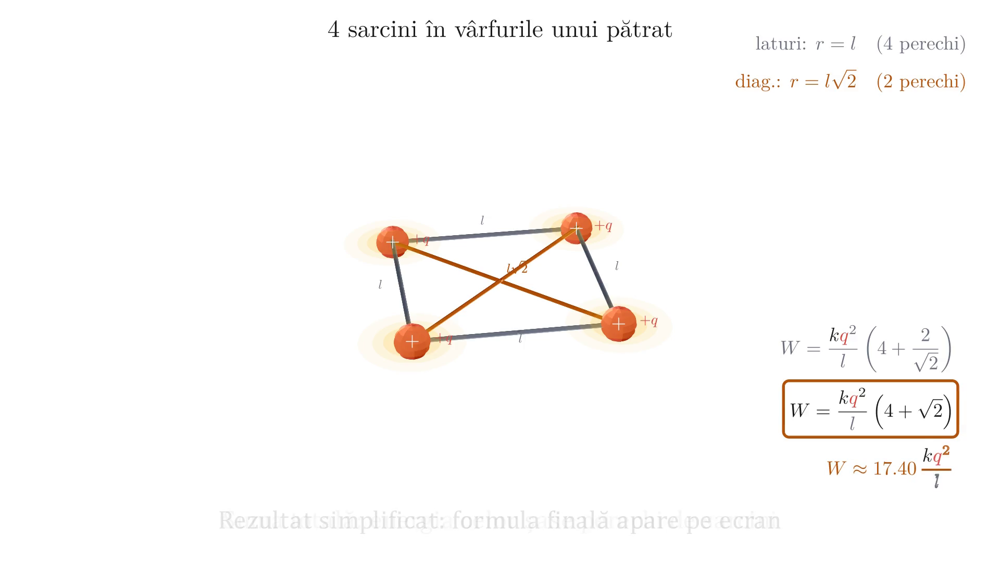 4 sarcini în vârfurile unui pătrat
laturi: r = l (4 perechi)
diag.: r = l√2 (2 perechi)
l
+q
+q
l
l√2
l
+q
+q
l
W = kq²/l (4 + 2/√2)
W = kq²/l (4 + √2)
W ≈ 17.40 kq²/l
Rezultat simplificat: formula finală apare pe ecran